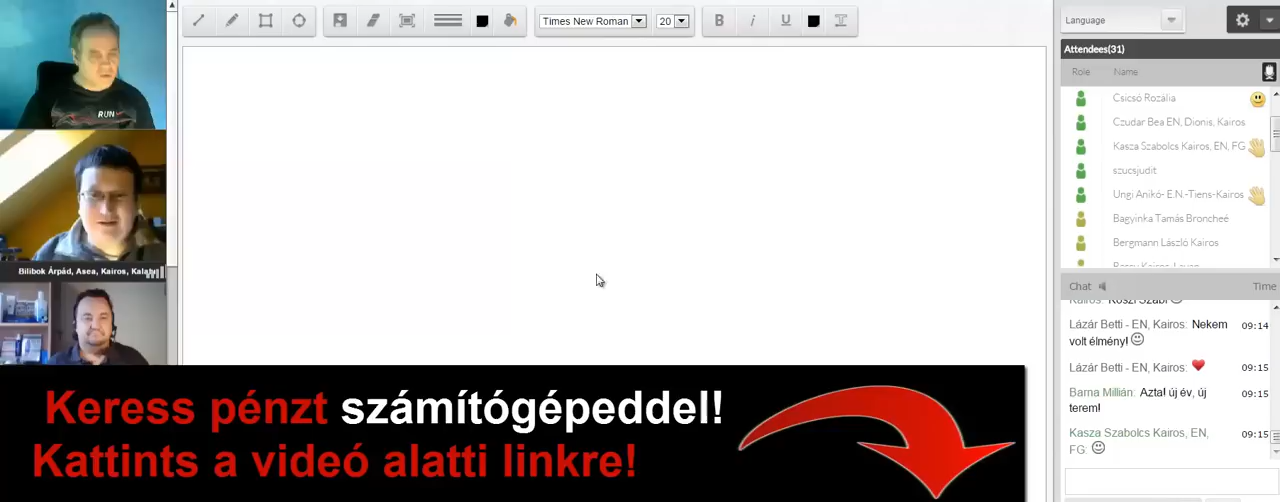 RUN
Times New Roman
20
B
i
U
T
Language
Attendees(31)
Role
Name
Csicsó Rozália
Czudar Bea EN, Dionis, Kairos
Kasza Szabolcs Kairos, EN, FG
szucsjudit
Ungi Anikó- E.N.-Tiens-Kairos
Bagyinka Tamás Broncheé
Bergmann László Kairos
Chat
Time
Kairos: Köszi Szabi
Lázár Betti - EN, Kairos: Nekem
09:14
volt élmény!
Lázár Betti - EN, Kairos:
09:15
Barna Millián: Azta! új év, új
09:15
terem!
Kasza Szabolcs Kairos, EN,
09:15
FG:
Bilibok Árpád, Asea, Kairos,
Keress pénzt számítógépeddel!
Kattints a videó alatti linkre!